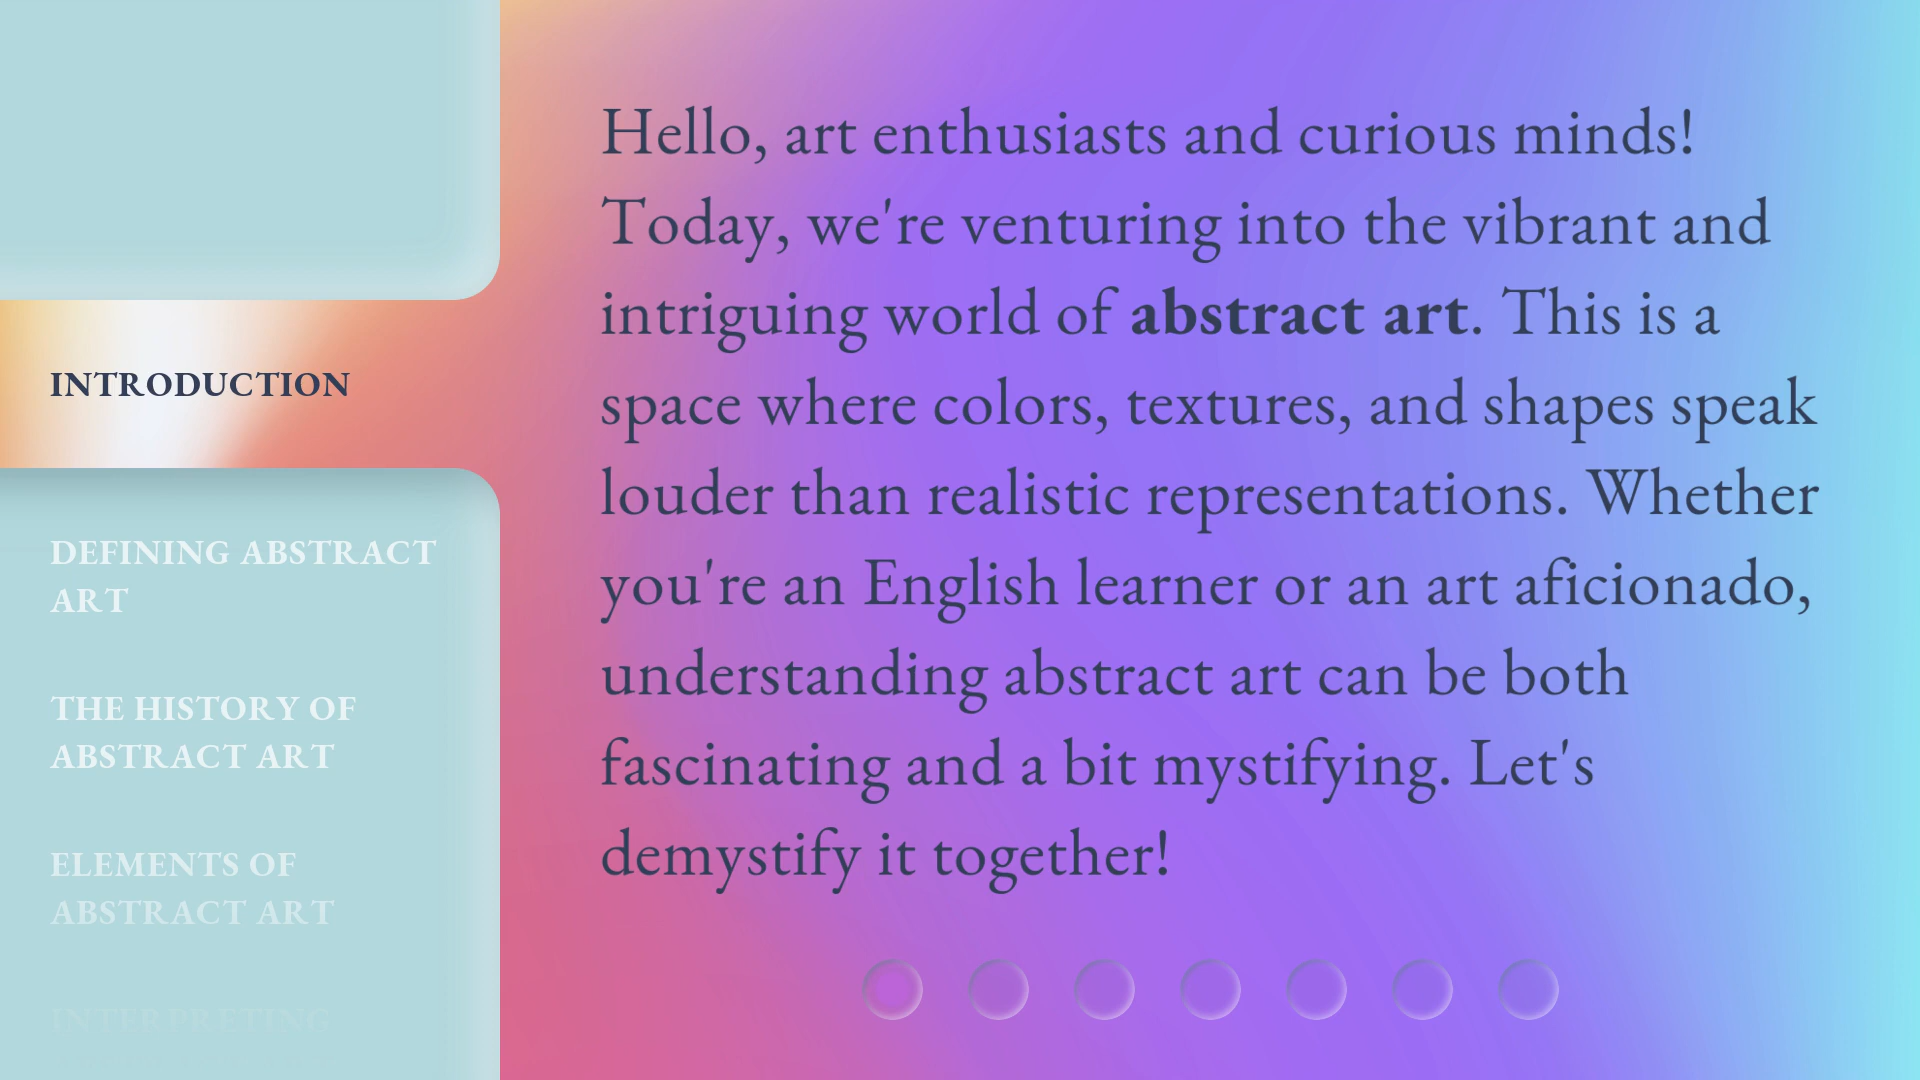 INTRODUCTION
DEFINING ABSTRACT
ART
THE HISTORY OF
ABSTRACT ART
ELEMENTS OF
ABSTRACT ART
INTERPRETING
Hello, art enthusiasts and curious minds!
Today, we're venturing into the vibrant and
intriguing world of abstract art. This is a
space where colors, textures, and shapes speak
louder than realistic representations. Whether
you're an English learner or an art aficionado,
understanding abstract art can be both
fascinating and a bit mystifying. Let's
demystify it together!